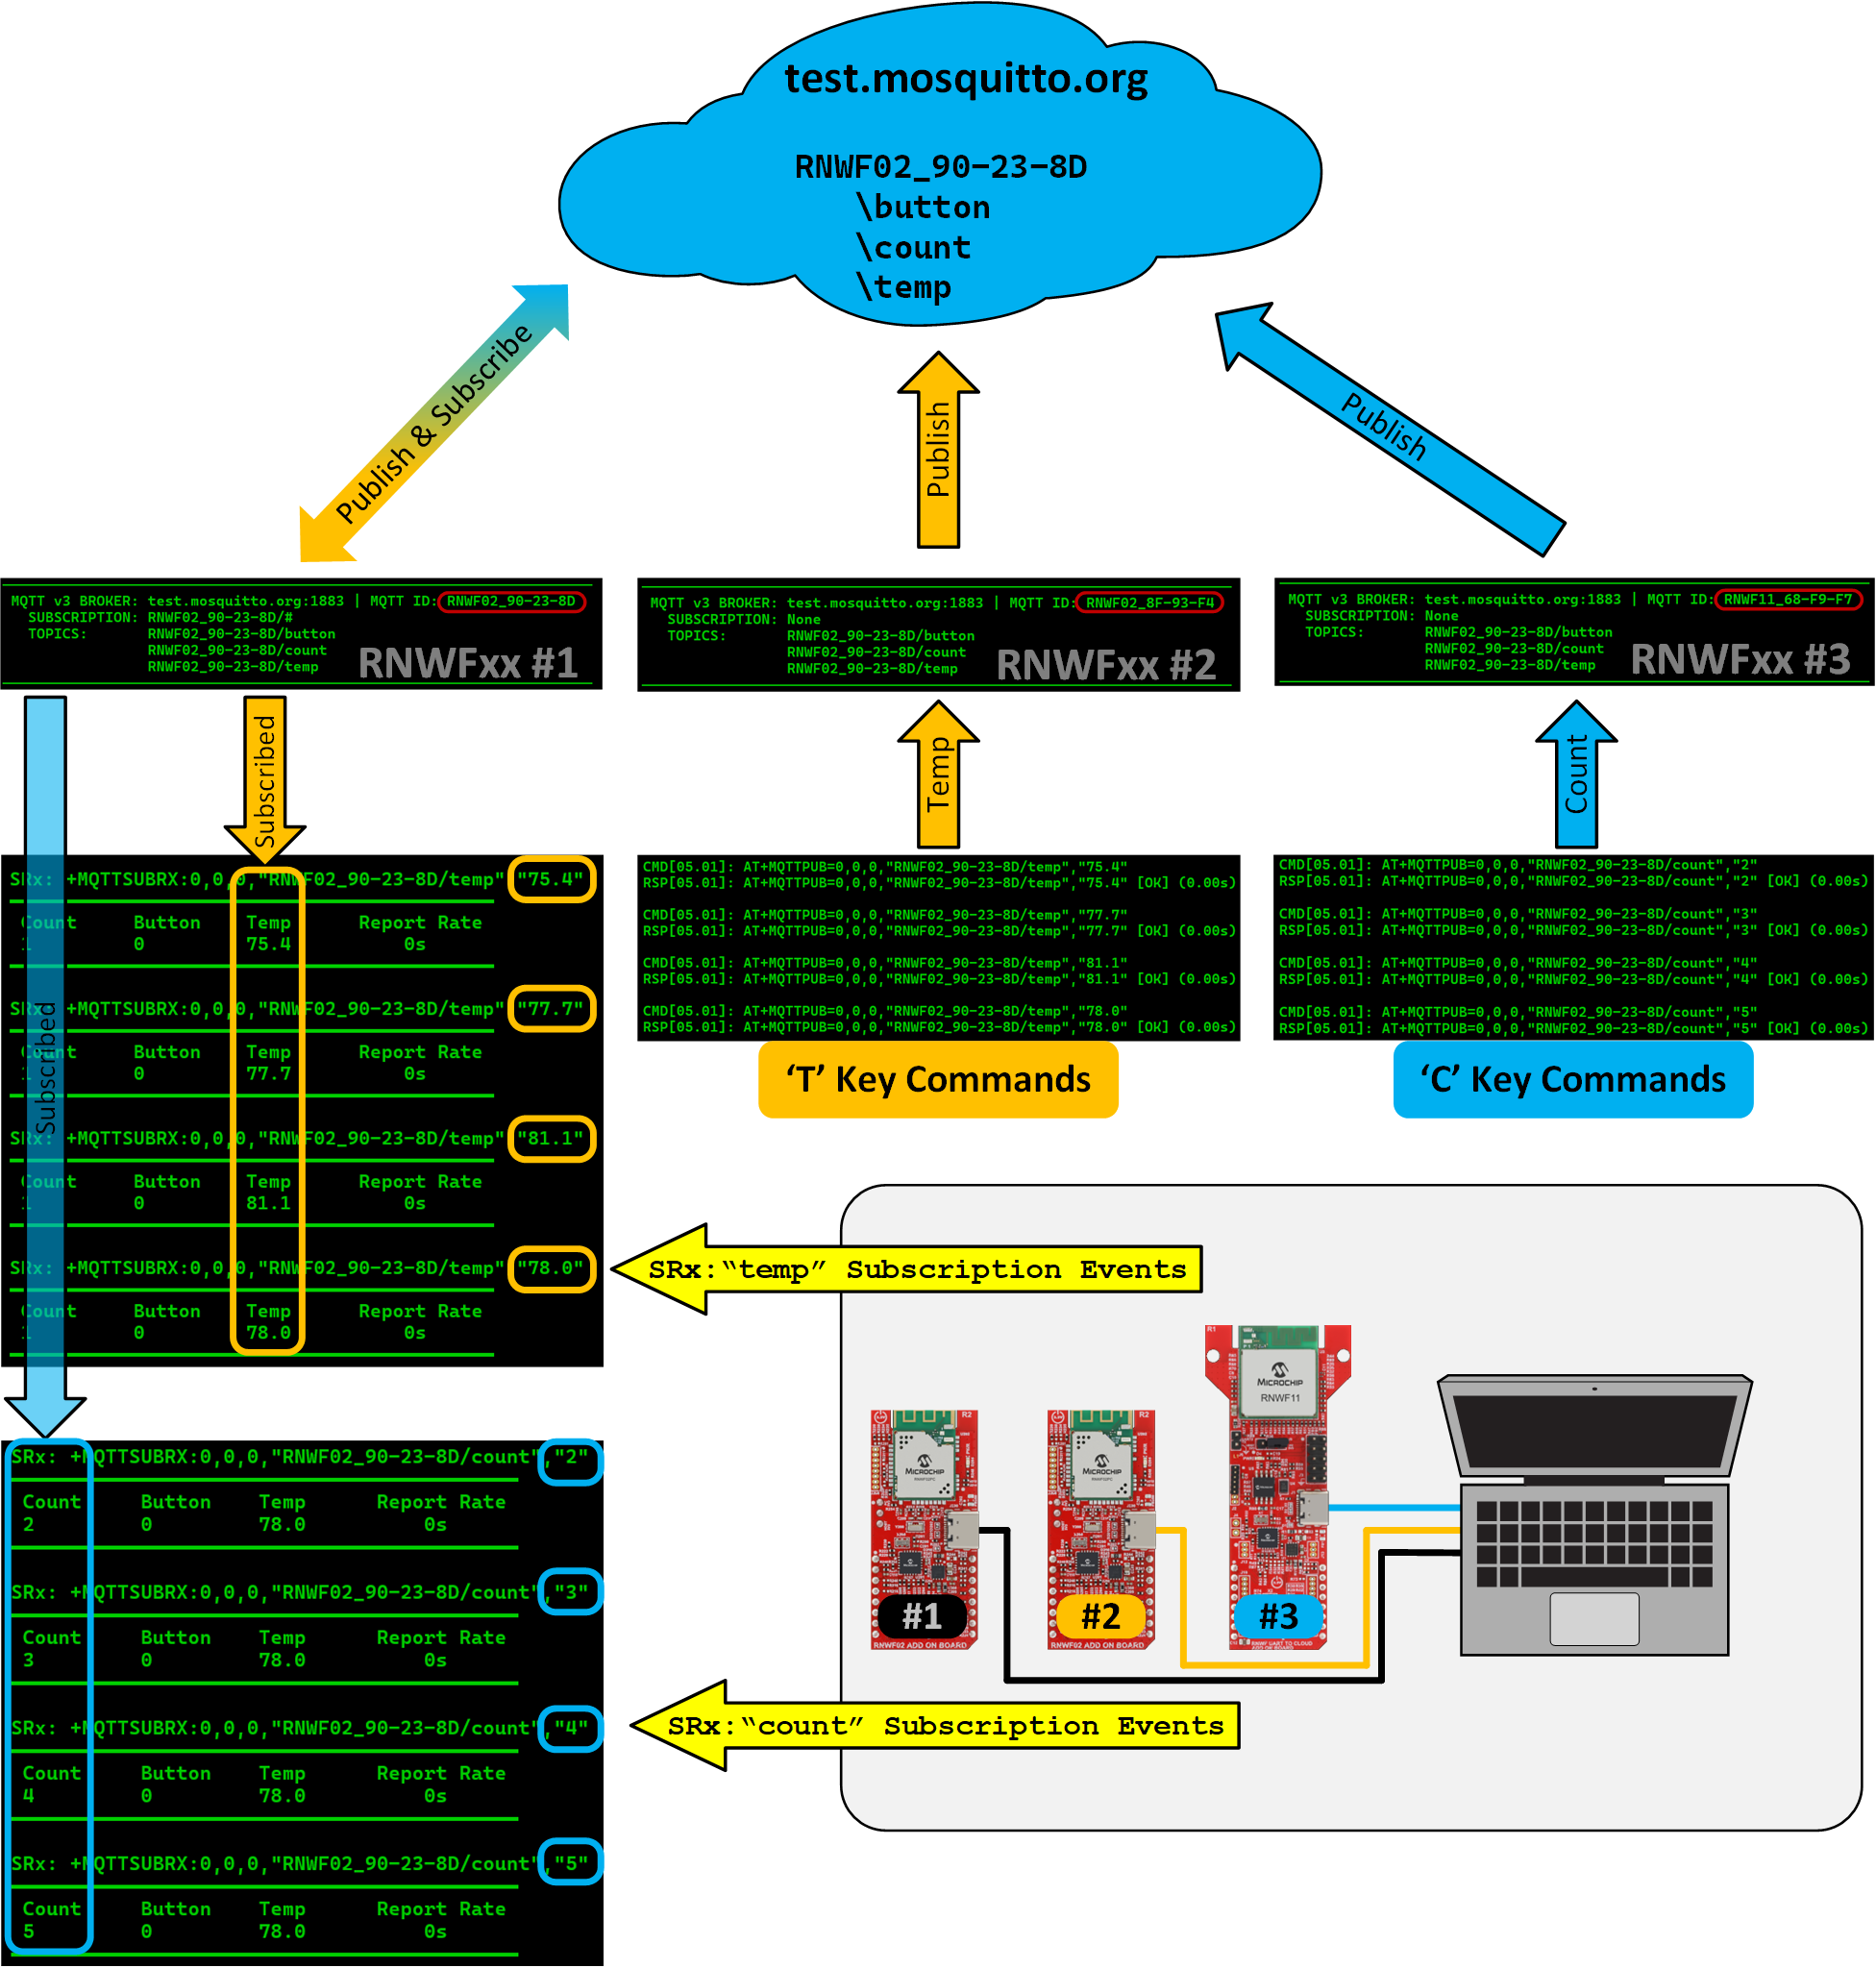 test.mosquitto.org
RNWF02_90-23-8D
\button
\count
\temp
Publish & Subscribe
Publish
Publish
MQTT v3 BROKER: test.mosquitto.org:1883 | MQTT ID: RNWF02_90-23-8D
SUBSCRIPTION: RNWF02_90-23-8D/#
TOPICS: RNWF02_90-23-8D/button
RNWF02_90-23-8D/count
RNWF02_90-23-8D/temp
RNWFxx #1
MQTT v3 BROKER: test.mosquitto.org:1883 | MQTT ID: RNWF02_8F-93-F4
SUBSCRIPTION: None
TOPICS: RNWF02_90-23-8D/button
RNWF02_90-23-8D/count
RNWF02_90-23-8D/temp
RNWFxx #2
MQTT v3 BROKER: test.mosquitto.org:1883 | MQTT ID: RNWF11_68-F9-F7
SUBSCRIPTION: None
TOPICS: RNWF02_90-23-8D/button
RNWF02_90-23-8D/count
RNWF02_90-23-8D/temp
RNWFxx #3
Subscribed
Subscribed
Temp
Count
SRx: +MQTTSUBRX:0,0,0,"RNWF02_90-23-8D/temp" "75.4"
Count Button Temp Report Rate
1 0 75.4 0s
SRx: +MQTTSUBRX:0,0,0,"RNWF02_90-23-8D/temp" "77.7"
Count Button Temp Report Rate
1 0 77.7 0s
SRx: +MQTTSUBRX:0,0,0,"RNWF02_90-23-8D/temp" "81.1"
Count Button Temp Report Rate
1 0 81.1 0s
SRx: +MQTTSUBRX:0,0,0,"RNWF02_90-23-8D/temp" "78.0"
Count Button Temp Report Rate
1 0 78.0 0s
CMD[05.01]: AT+MQTTPUB=0,0,0,"RNWF02_90-23-8D/temp","75.4"
RSP[05.01]: AT+MQTTPUB=0,0,0,"RNWF02_90-23-8D/temp","75.4" [OK] (0.00s)
CMD[05.01]: AT+MQTTPUB=0,0,0,"RNWF02_90-23-8D/temp","77.7"
RSP[05.01]: AT+MQTTPUB=0,0,0,"RNWF02_90-23-8D/temp","77.7" [OK] (0.00s)
CMD[05.01]: AT+MQTTPUB=0,0,0,"RNWF02_90-23-8D/temp","81.1"
RSP[05.01]: AT+MQTTPUB=0,0,0,"RNWF02_90-23-8D/temp","81.1" [OK] (0.00s)
CMD[05.01]: AT+MQTTPUB=0,0,0,"RNWF02_90-23-8D/temp","78.0"
RSP[05.01]: AT+MQTTPUB=0,0,0,"RNWF02_90-23-8D/temp","78.0" [OK] (0.00s)
‘T’ Key Commands
CMD[05.01]: AT+MQTTPUB=0,0,0,"RNWF02_90-23-8D/count","2"
RSP[05.01]: AT+MQTTPUB=0,0,0,"RNWF02_90-23-8D/count","2" [OK] (0.00s)
CMD[05.01]: AT+MQTTPUB=0,0,0,"RNWF02_90-23-8D/count","3"
RSP[05.01]: AT+MQTTPUB=0,0,0,"RNWF02_90-23-8D/count","3" [OK] (0.00s)
CMD[05.01]: AT+MQTTPUB=0,0,0,"RNWF02_90-23-8D/count","4"
RSP[05.01]: AT+MQTTPUB=0,0,0,"RNWF02_90-23-8D/count","4" [OK] (0.00s)
CMD[05.01]: AT+MQTTPUB=0,0,0,"RNWF02_90-23-8D/count","5"
RSP[05.01]: AT+MQTTPUB=0,0,0,"RNWF02_90-23-8D/count","5" [OK] (0.00s)
‘C’ Key Commands
SRx:“temp” Subscription Events
R1
MICROCHIP
RNWF11
R2
MICROCHIP
R2
MICROCHIP
#1
#2
#3
RNWF02 ADD ON BOARD
RNWF02 ADD ON BOARD
RNWF UART TO CLOUD
ADD ON BOARD
SRx:“count” Subscription Events
SRx: +MQTTSUBRX:0,0,0,"RNWF02_90-23-8D/count","2"
Count Button Temp Report Rate
2 0 78.0 0s
SRx: +MQTTSUBRX:0,0,0,"RNWF02_90-23-8D/count","3"
Count Button Temp Report Rate
3 0 78.0 0s
SRx: +MQTTSUBRX:0,0,0,"RNWF02_90-23-8D/count","4"
Count Button Temp Report Rate
4 0 78.0 0s
SRx: +MQTTSUBRX:0,0,0,"RNWF02_90-23-8D/count","5"
Count Button Temp Report Rate
5 0 78.0 0s